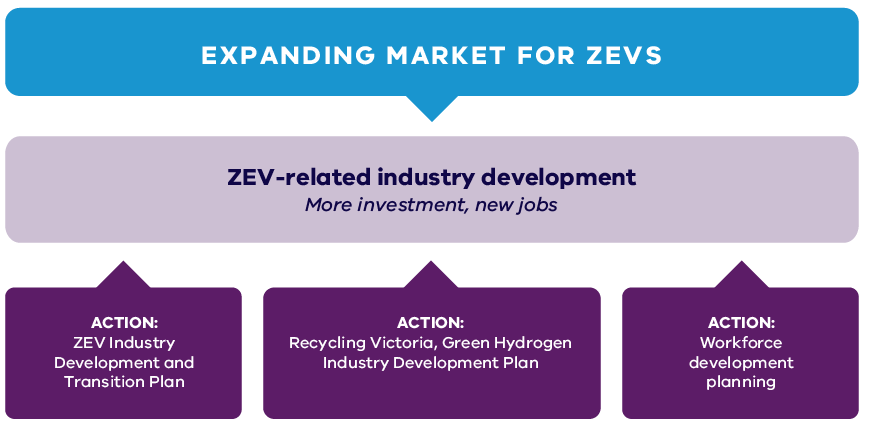 EXPANDING MARKET FOR ZEVS
ZEV-related industry development
More investment, new jobs
ACTION:
ZEV Industry
Development and
Transition Plan
ACTION:
Recycling Victoria, Green Hydrogen
Industry Development Plan
ACTION:
Workforce
development
planning